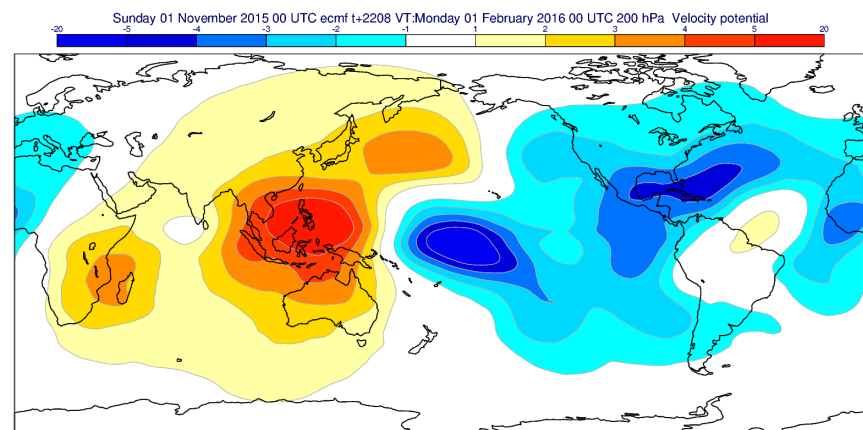 Sunday 01 November 2015 00 UTC ecmf t+2208 VT:Monday 01 February 2016 00 UTC 200 hPa Velocity potential
-20 -5 -4 -3 -2 -1 1 2 3 4 5 20